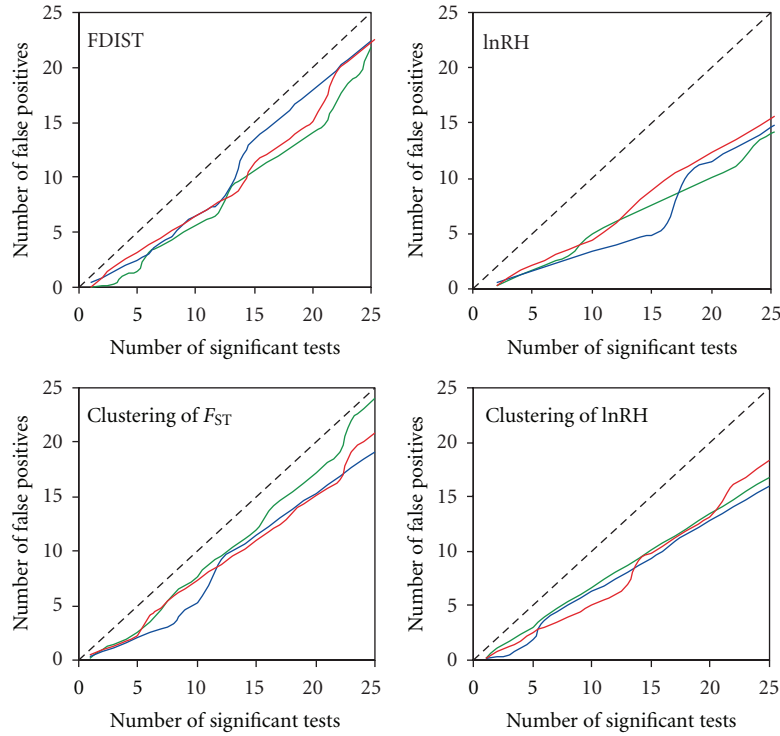 FDIST
Number of false positives
25
20
15
10
5
0
0 5 10 15 20 25
Number of significant tests
lnRH
Number of false positives
25
20
15
10
5
0
0 5 10 15 20 25
Number of significant tests
Clustering of F_ST
Number of false positives
25
20
15
10
5
0
0 5 10 15 20 25
Number of significant tests
Clustering of lnRH
Number of false positives
25
20
15
10
5
0
0 5 10 15 20 25
Number of significant tests